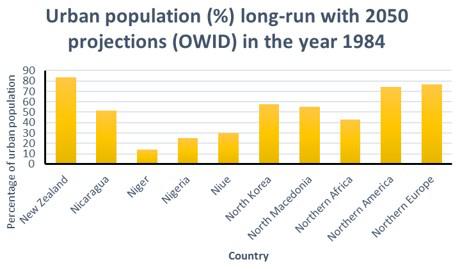 Urban population (%) long-run with 2050
projections (OWID) in the year 1984
Percentage of urban population
90
80
70
60
50
40
30
20
10
0
New Zealand
Nicaragua
Niger
Nigeria
Niue
North Korea
North Macedonia
Northern Africa
Northern America
Northern Europe
Country